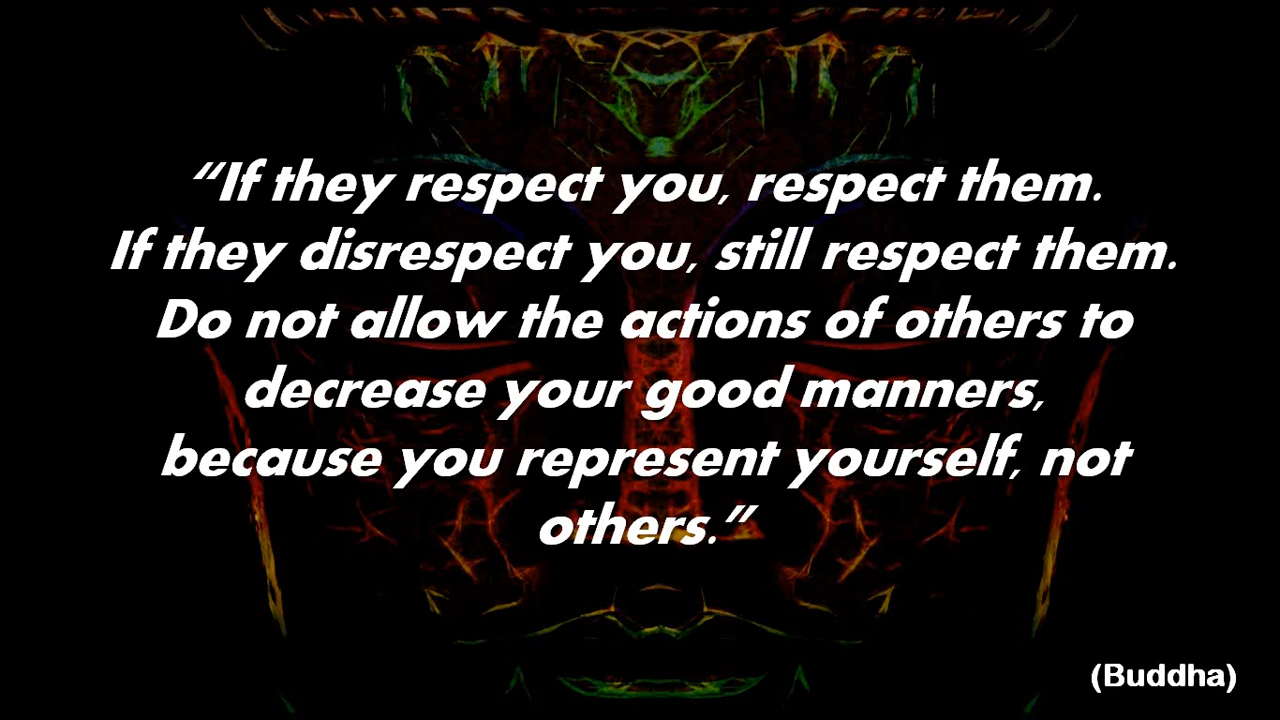 “If they respect you, respect them.
If they disrespect you, still respect them.
Do not allow the actions of others to
decrease your good manners,
because you represent yourself, not
others.”
(Buddha)